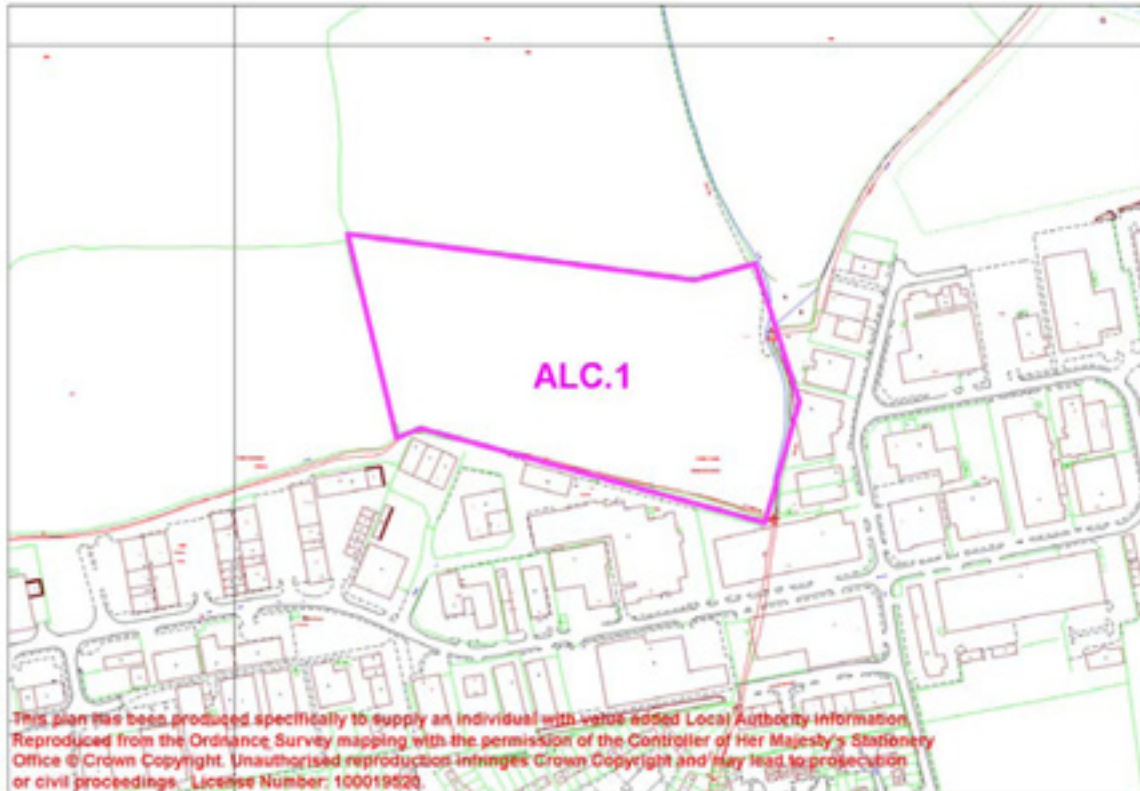 ALC.1
This plan has been produced specifically to supply an individual with value added Local Authority information.
Reproduced from the Ordnance Survey mapping with the permission of the Controller of Her Majesty's Stationery
Office © Crown Copyright. Unauthorised reproduction infringes Crown Copyright and may lead to prosecution
or civil proceedings. License Number: 100019520.